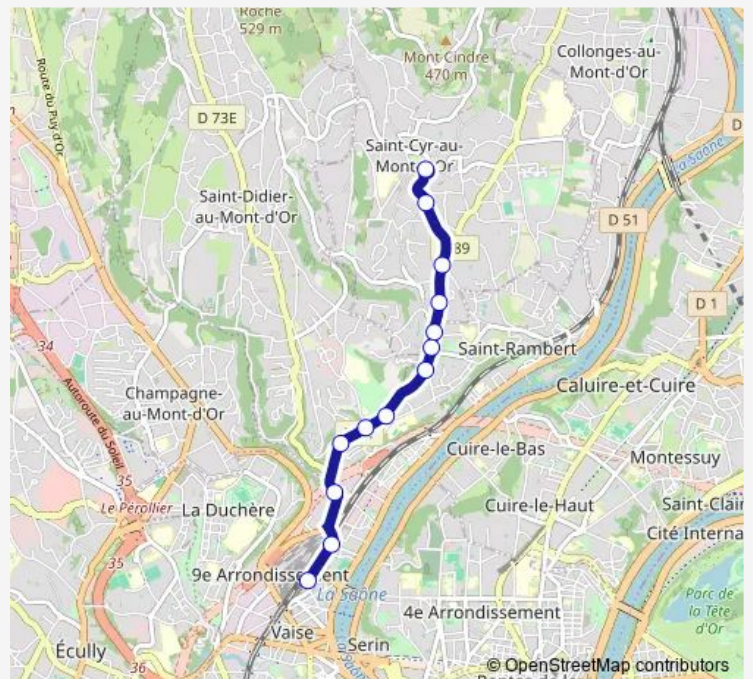 Roche
529 m
Mont Cindre
470 m
Collonges-au-
Mont-d'Or
Route du Puy d'Or
D 73E
D
Saint-Cyr-au-
Mont-d'Or
La Saône
Saint-Didier-
au-Mont-d'Or
D 51
89
D 1
34
Saint-Rambert
Autoroute du Soleil
Champagne-
au-Mont-d'Or
Caluire-et-Cuire
Cuire-le-Bas
Montessuy
35
Le Pérollier
La Duchère
Cuire-le-Haut
Saint-Clair
Cité Interna
35
9e Arrondissement
La Saône
4e Arrondissement
Parc de
la Tête
d'Or
Vaise
Serin
La Saône
Écully
36
© OpenStreetMap contributors